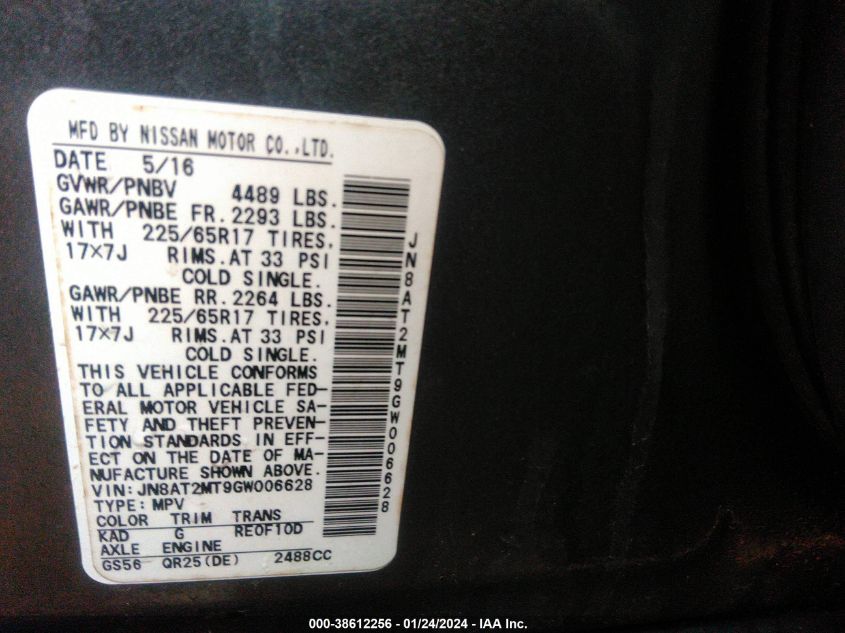 MFD BY NISSAN MOTOR CO.,LTD.
DATE 5/16
GVWR/PNBV 4489 LBS.
GAWR/PNBE FR. 2293 LBS.
WITH 225/65R17 TIRES,
17×7J RIMS. AT 33 PSI
COLD SINGLE.
GAWR/PNBE RR. 2264 LBS.
WITH 225/65R17 TIRES,
17×7J RIMS. AT 33 PSI
COLD SINGLE.
THIS VEHICLE CONFORMS
TO ALL APPLICABLE FED-
ERAL MOTOR VEHICLE SA-
FETY AND THEFT PREVEN-
TION STANDARDS IN EFF-
ECT ON THE DATE OF MA-
NUFACTURE SHOWN ABOVE.
VIN: JN8AT2MT9GW006628
TYPE: MPV
COLOR TRIM TRANS
KAD G RE0F10D
AXLE ENGINE
GS56 QR25(DE) 2488CC
JN8AT2MT9GW006628
000-38612256 - 01/24/2024 - IAA Inc.